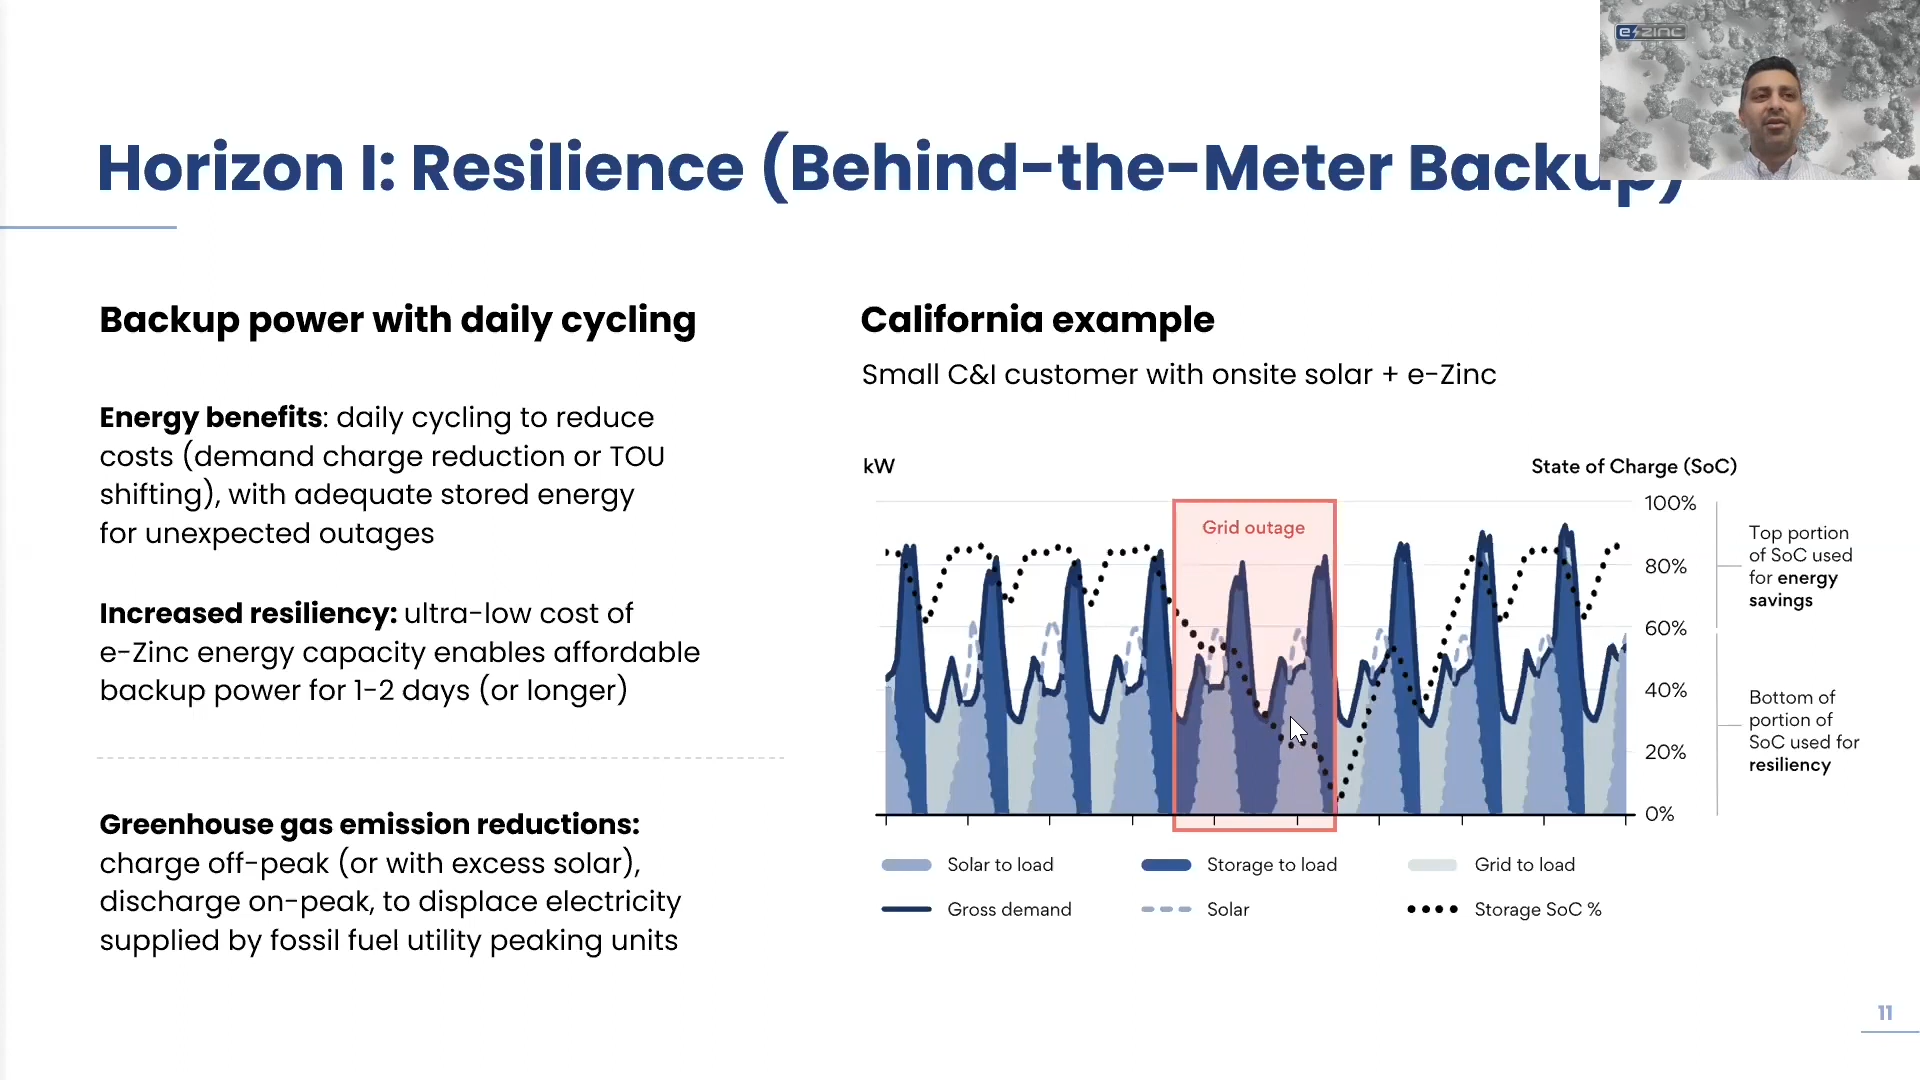 e⚡zinc
Horizon I: Resilience (Behind-the-Meter Backup)
Backup power with daily cycling
Energy benefits: daily cycling to reduce
costs (demand charge reduction or TOU
shifting), with adequate stored energy
for unexpected outages
Increased resiliency: ultra-low cost of
e-Zinc energy capacity enables affordable
backup power for 1-2 days (or longer)
Greenhouse gas emission reductions:
charge off-peak (or with excess solar),
discharge on-peak, to displace electricity
supplied by fossil fuel utility peaking units
California example
Small C&I customer with onsite solar + e-Zinc
kW
State of Charge (SoC)
Grid outage
100%
80%
60%
40%
20%
0%
Top portion
of SoC used
for energy
savings
Bottom of
portion of
SoC used for
resiliency
Solar to load
Storage to load
Grid to load
Gross demand
Solar
Storage SoC %
11